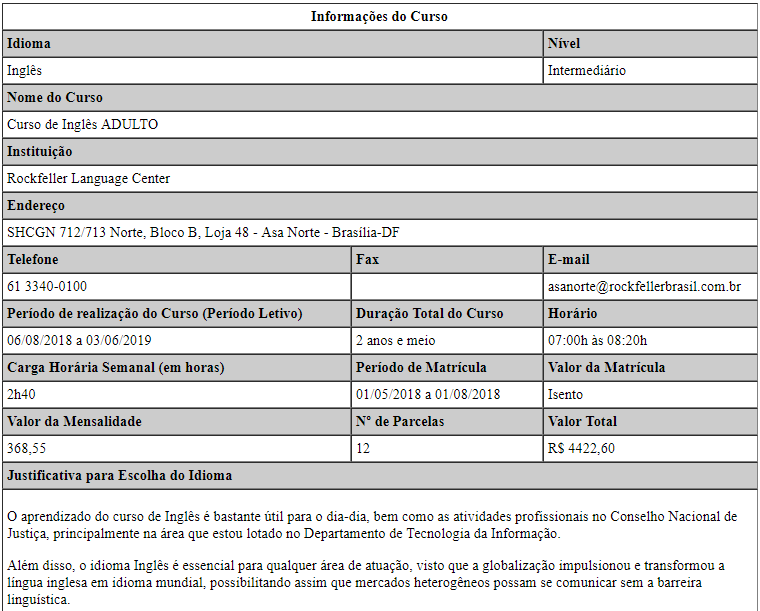 Informações do Curso
Idioma Nível
Inglês Intermediário
Nome do Curso
Curso de Inglês ADULTO
Instituição
Rockfeller Language Center
Endereço
SHCGN 712/713 Norte, Bloco B, Loja 48 - Asa Norte - Brasília-DF
Telefone Fax E-mail
61 3340-0100 asanorte@rockfellerbrasil.com.br
Período de realização do Curso (Período Letivo) Duração Total do Curso Horário
06/08/2018 a 03/06/2019 2 anos e meio 07:00h às 08:20h
Carga Horária Semanal (em horas) Período de Matrícula Valor da Matrícula
2h40 01/05/2018 a 01/08/2018 Isento
Valor da Mensalidade Nº de Parcelas Valor Total
368,55 12 R$ 4422,60
Justificativa para Escolha do Idioma
O aprendizado do curso de Inglês é bastante útil para o dia-dia, bem como as atividades profissionais no Conselho Nacional de
Justiça, principalmente na área que estou lotado no Departamento de Tecnologia da Informação.
Além disso, o idioma Inglês é essencial para qualquer área de atuação, visto que a globalização impulsionou e transformou a
língua inglesa em idioma mundial, possibilitando assim que mercados heterogêneos possam se comunicar sem a barreira
linguística.